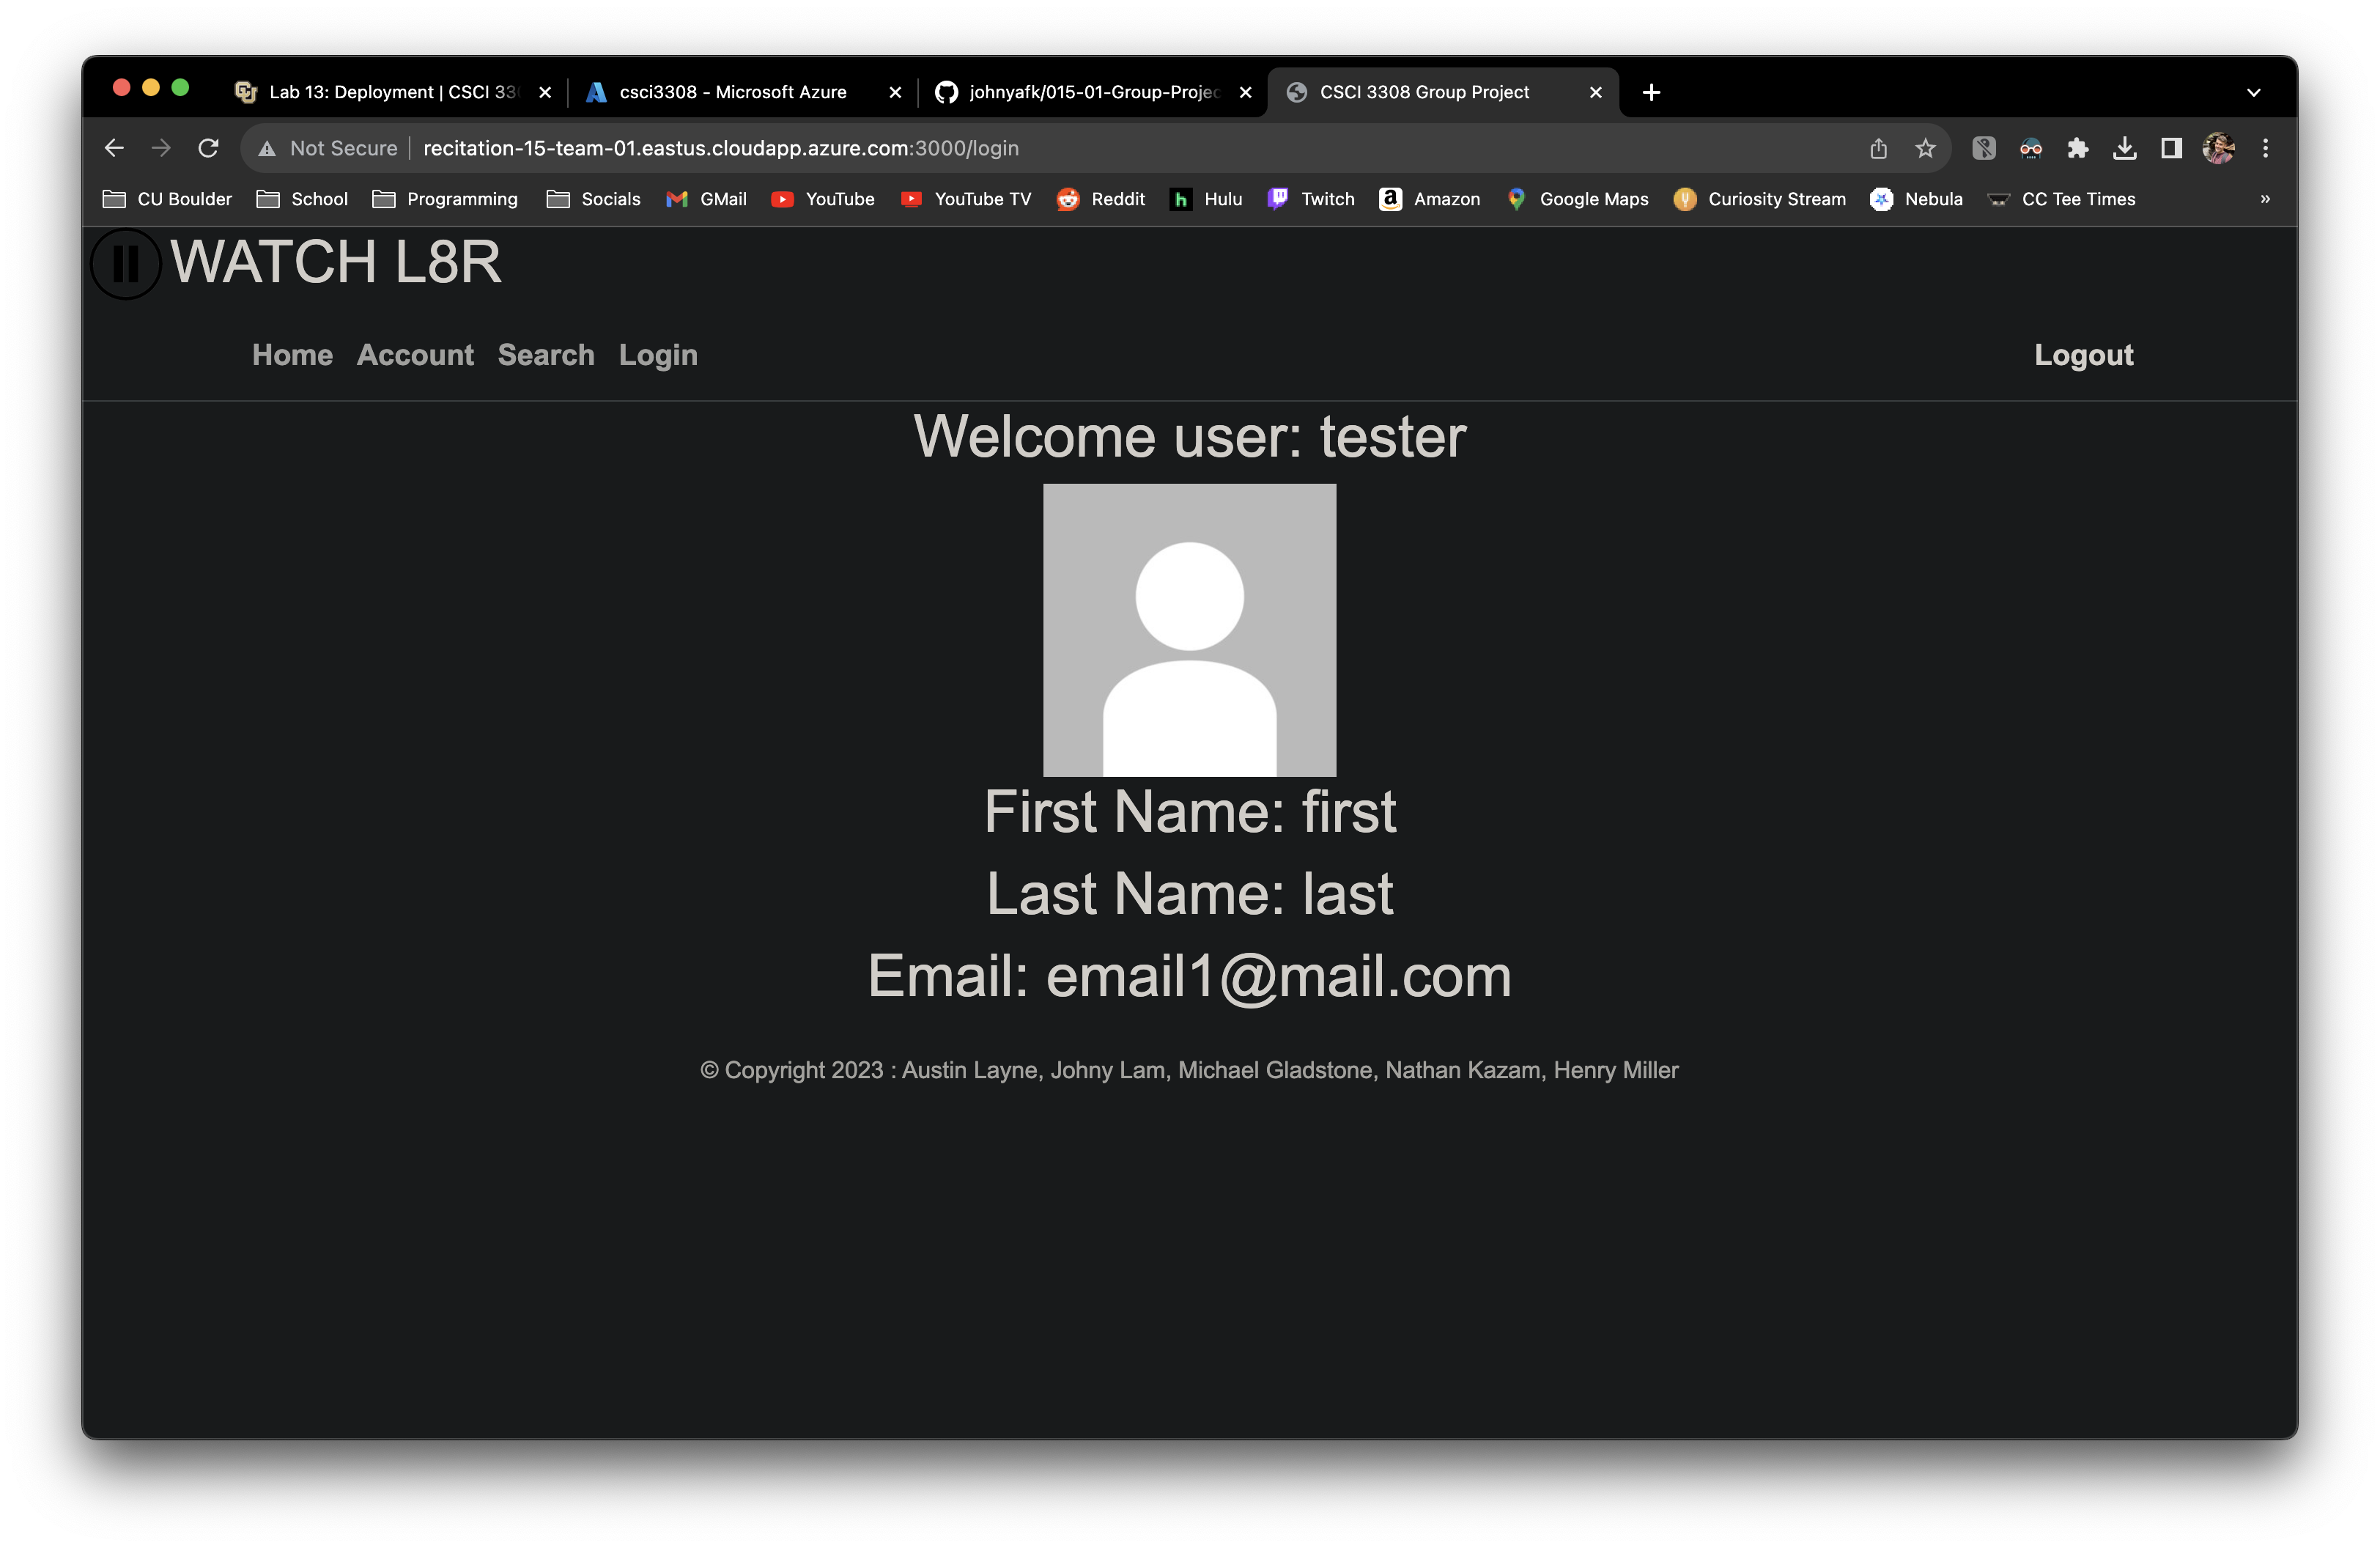 Lab 13: Deployment | CSCI 33 csci3308 - Microsoft Azure johnyafk/015-01-Group-Projec CSCI 3308 Group Project
Not Secure recitation-15-team-01.eastus.cloudapp.azure.com:3000/login
CU Boulder School Programming Socials GMail YouTube YouTube TV Reddit Hulu Twitch Amazon Google Maps Curiosity Stream Nebula CC Tee Times »
WATCH L8R
Home Account Search Login Logout
Welcome user: tester
First Name: first
Last Name: last
Email: email1@mail.com
© Copyright 2023 : Austin Layne, Johny Lam, Michael Gladstone, Nathan Kazam, Henry Miller